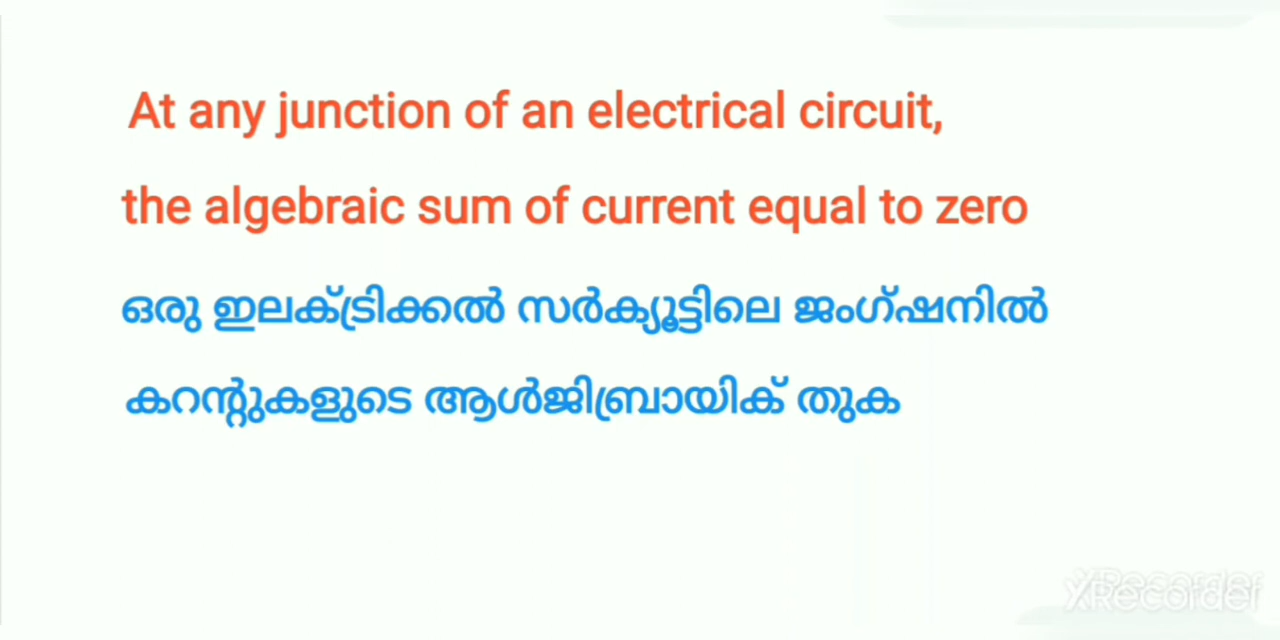 At any junction of an electrical circuit,
the algebraic sum of current equal to zero
ഒരു ഇലക്ട്രിക്കൽ സർക്യൂട്ടിലെ ജംഗ്ഷനിൽ
കറന്റുകളുടെ ആൾജിബ്രായിക് തുക
XRecorder